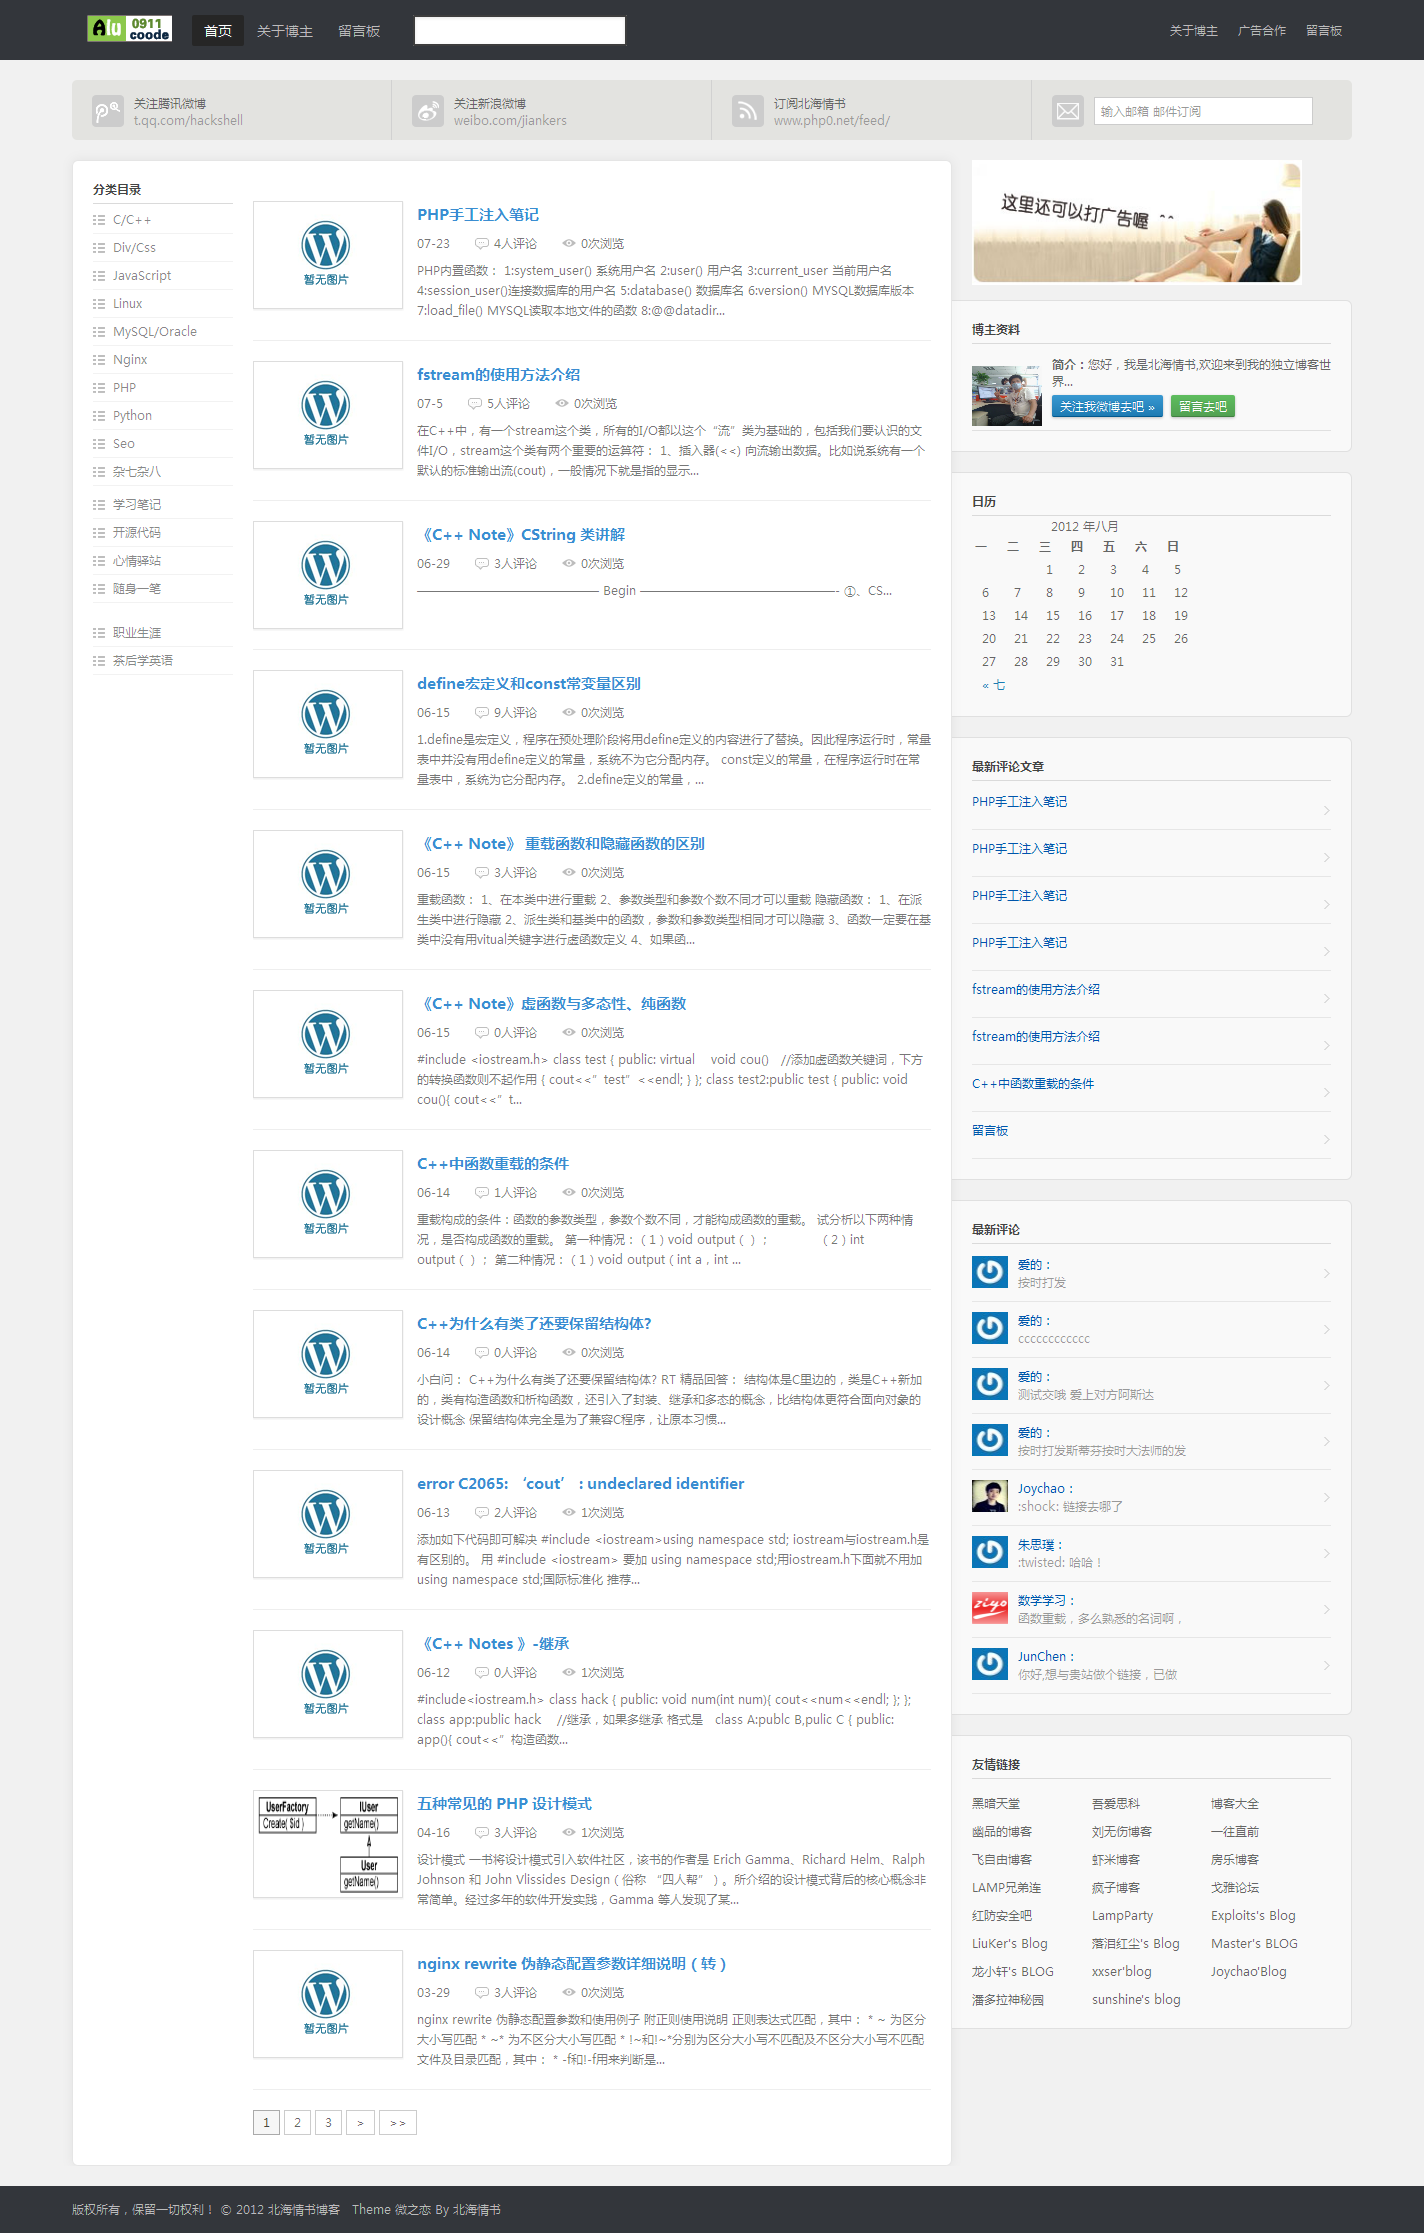 Alu 0911 coode
首页 关于博主 留言板
关于博主 广告合作 留言板
关注腾讯微博
t.qq.com/hackshell
关注新浪微博
weibo.com/jiankers
订阅北海情书
www.php0.net/feed/
输入邮箱 邮件订阅
分类目录
C/C++
Div/Css
JavaScript
Linux
MySQL/Oracle
Nginx
PHP
Python
Seo
杂七杂八
学习笔记
开源代码
心情驿站
随身一笔
职业生涯
茶后学英语
暂无图片
PHP手工注入笔记
07-23 4人评论 0次浏览
PHP内置函数： 1:system_user() 系统用户名 2:user() 用户名 3:current_user 当前用户名
4:session_user()连接数据库的用户名 5:database() 数据库名 6:version() MYSQL数据库版本
7:load_file() MYSQL读取本地文件的函数 8:@@datadir...
暂无图片
fstream的使用方法介绍
07-5 5人评论 0次浏览
在C++中，有一个stream这个类，所有的I/O都以这个“流”类为基础的，包括我们要认识的文
件I/O，stream这个类有两个重要的运算符： 1、插入器(<<) 向流输出数据。比如说系统有一个
默认的标准输出流(cout)，一般情况下就是指的显示...
暂无图片
《C++ Note》CString 类讲解
06-29 3人评论 0次浏览
—————————————— Begin ———————————————- ①、CS...
暂无图片
define宏定义和const常变量区别
06-15 9人评论 0次浏览
1.define是宏定义，程序在预处理阶段将用define定义的内容进行了替换。因此程序运行时，常量
表中并没有用define定义的常量，系统不为它分配内存。 const定义的常量，在程序运行时在常
量表中，系统为它分配内存。 2.define定义的常量，...
暂无图片
《C++ Note》 重载函数和隐藏函数的区别
06-15 3人评论 0次浏览
重载函数： 1、在本类中进行重载 2、参数类型和参数个数不同才可以重载 隐藏函数： 1、在派
生类中进行隐藏 2、派生类和基类中的函数，参数和参数类型相同才可以隐藏 3、函数一定要在基
类中没有用vitual关键字进行虚函数定义 4、如果函...
暂无图片
《C++ Note》虚函数与多态性、纯函数
06-15 0人评论 0次浏览
#include <iostream.h> class test { public: virtual void cou() //添加虚函数关键词，下方
的转换函数则不起作用 { cout<<”test”<<endl; } }; class test2:public test { public: void
cou(){ cout<<”t...
暂无图片
C++中函数重载的条件
06-14 1人评论 0次浏览
重载构成的条件：函数的参数类型，参数个数不同，才能构成函数的重载。 试分析以下两种情
况，是否构成函数的重载。 第一种情况：（1）void output（ ）； （2）int
output（ ）； 第二种情况：（1）void output（int a，int ...
暂无图片
C++为什么有类了还要保留结构体?
06-14 0人评论 0次浏览
小白问： C++为什么有类了还要保留结构体? RT 精品回答： 结构体是C里边的，类是C++新加
的，类有构造函数和析构函数，还引入了封装、继承和多态的概念，比结构体更符合面向对象的
设计概念 保留结构体完全是为了兼容C程序，让原本习惯...
暂无图片
error C2065: ‘cout’ : undeclared identifier
06-13 2人评论 1次浏览
添加如下代码即可解决 #include <iostream>using namespace std; iostream与iostream.h是
有区别的。 用 #include <iostream> 要加 using namespace std;用iostream.h下面就不用加
using namespace std;国际标准化 推荐...
暂无图片
《C++ Notes 》-继承
06-12 0人评论 1次浏览
#include<iostream.h> class hack { public: void num(int num){ cout<<num<<endl; }; };
class app:public hack //继承，如果多继承 格式是 class A:publc B,pulic C { public:
app(){ cout<<”构造函数...
UserFactory
Create( $id )
IUser
getName()
User
getName()
五种常见的 PHP 设计模式
04-16 3人评论 1次浏览
设计模式 一书将设计模式引入软件社区，该书的作者是 Erich Gamma、Richard Helm、Ralph
Johnson 和 John Vlissides Design（俗称 “四人帮”）。所介绍的设计模式背后的核心概念非
常简单。经过多年的软件开发实践，Gamma 等人发现了某...
暂无图片
nginx rewrite 伪静态配置参数详细说明（转）
03-29 3人评论 0次浏览
nginx rewrite 伪静态配置参数和使用例子 附正则使用说明 正则表达式匹配，其中： * ~ 为区分
大小写匹配 * ~* 为不区分大小写匹配 * !~和!~*分别为区分大小写不匹配及不区分大小写不匹配
文件及目录匹配，其中： * -f和!-f用来判断是...
1 2 3 > >>
这里还可以打广告喔 ^^
博主资料
简介：您好，我是北海情书,欢迎来到我的独立博客世
界...
关注我微博去吧 » 留言去吧
日历
2012 年八月
一 二 三 四 五 六 日
1 2 3 4 5
6 7 8 9 10 11 12
13 14 15 16 17 18 19
20 21 22 23 24 25 26
27 28 29 30 31
« 七
最新评论文章
PHP手工注入笔记
PHP手工注入笔记
PHP手工注入笔记
PHP手工注入笔记
fstream的使用方法介绍
fstream的使用方法介绍
C++中函数重载的条件
留言板
最新评论
爱的：
按时打发
爱的：
cccccccccccc
爱的：
测试交哦 爱上对方阿斯达
爱的：
按时打发斯蒂芬按时大法师的发
Joychao：
:shock: 链接去哪了
朱思璞：
:twisted: 哈哈！
ziyo
数学学习：
函数重载，多么熟悉的名词啊，
JunChen：
你好,想与贵站做个链接，已做
友情链接
黑暗天堂 吾爱思科 博客大全
幽品的博客 刘无伤博客 一往直前
飞自由博客 虾米博客 房乐博客
LAMP兄弟连 疯子博客 戈雅论坛
红防安全吧 LampParty Exploits's Blog
LiuKer's Blog 落泪红尘's Blog Master's BLOG
龙小轩's BLOG xxser'blog Joychao'Blog
潘多拉神秘园 sunshine's blog
版权所有，保留一切权利！ © 2012 北海情书博客 Theme 微之恋 By 北海情书